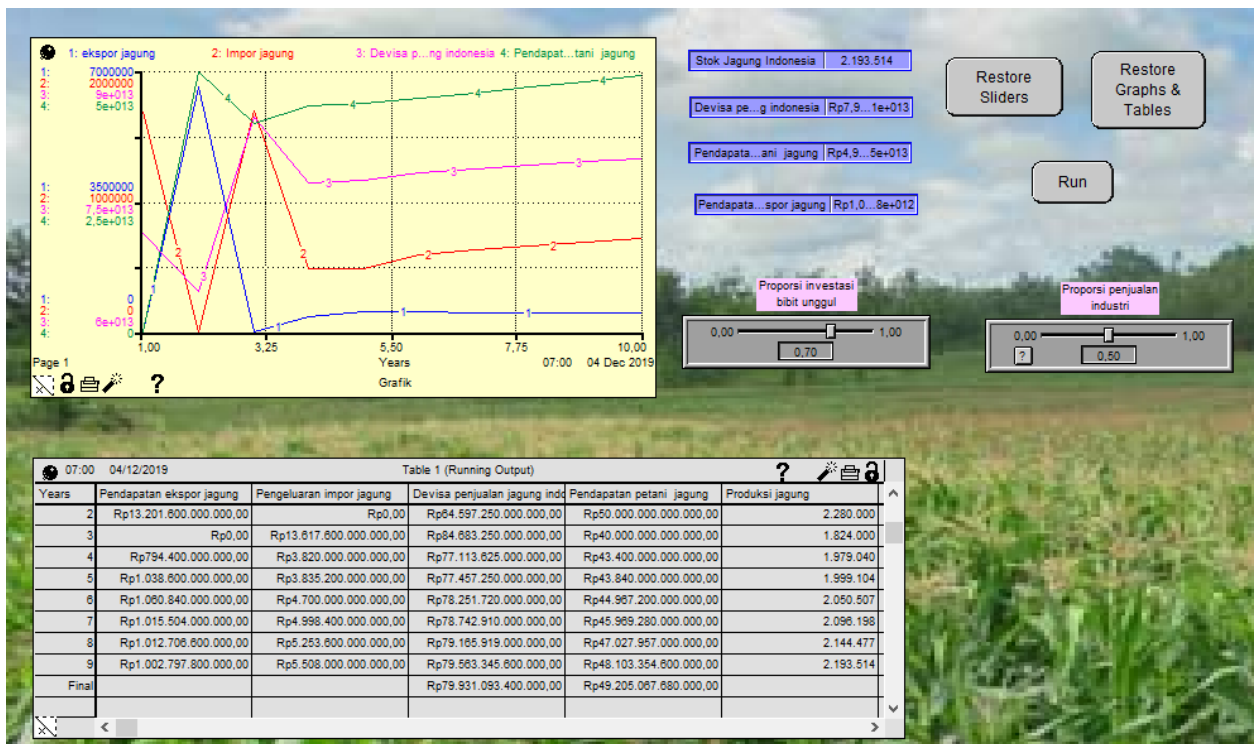 1: ekspor jagung 2: Impor jagung 3: Devisa p...ng indonesia 4: Pendapat...tani jagung
1: 7000000
2: 2000000
3: 9e+013
4: 5e+013
1: 3500000
2: 1000000
3: 7,5e+013
4: 2,5e+013
1: 0
2: 0
3: 6e+013
4: 0
1 1 1 1
2 2 2 2
3 3 3 3
4 4 4 4
1,00 3,25 5,50 7,75 10,00
Page 1 Years 07:00 04 Dec 2019
? Grafik
Stok Jagung Indonesia 2.193.514
Devisa pe...g indonesia Rp7,9...1e+013
Pendapata...ani jagung Rp4,9...5e+013
Pendapata...spor jagung Rp1,0...8e+012
Restore
Sliders
Restore
Graphs &
Tables
Run
Proporsi investasi
bibit unggul
0,00 1,00
0,70
Proporsi penjualan
industri
0,00 1,00
? 0,50
07:00 04/12/2019 Table 1 (Running Output) ?
Years Pendapatan ekspor jagung Pengeluaran impor jagung Devisa penjualan jagung indo Pendapatan petani jagung Produksi jagung
2 Rp13.201.600.000.000,00 Rp0,00 Rp64.597.250.000.000,00 Rp50.000.000.000.000,00 2.280.000
3 Rp0,00 Rp13.617.600.000.000,00 Rp84.683.250.000.000,00 Rp40.000.000.000.000,00 1.824.000
4 Rp794.400.000.000,00 Rp3.820.000.000.000,00 Rp77.113.625.000.000,00 Rp43.400.000.000.000,00 1.979.040
5 Rp1.038.600.000.000,00 Rp3.835.200.000.000,00 Rp77.457.250.000.000,00 Rp43.840.000.000.000,00 1.999.104
6 Rp1.060.840.000.000,00 Rp4.700.000.000.000,00 Rp78.251.720.000.000,00 Rp44.967.200.000.000,00 2.050.507
7 Rp1.015.504.000.000,00 Rp4.998.400.000.000,00 Rp78.742.910.000.000,00 Rp45.969.280.000.000,00 2.096.198
8 Rp1.012.706.600.000,00 Rp5.253.600.000.000,00 Rp79.165.919.000.000,00 Rp47.027.957.000.000,00 2.144.477
9 Rp1.002.797.800.000,00 Rp5.508.000.000.000,00 Rp79.563.345.600.000,00 Rp48.103.354.600.000,00 2.193.514
Final Rp79.931.093.400.000,00 Rp49.205.067.680.000,00